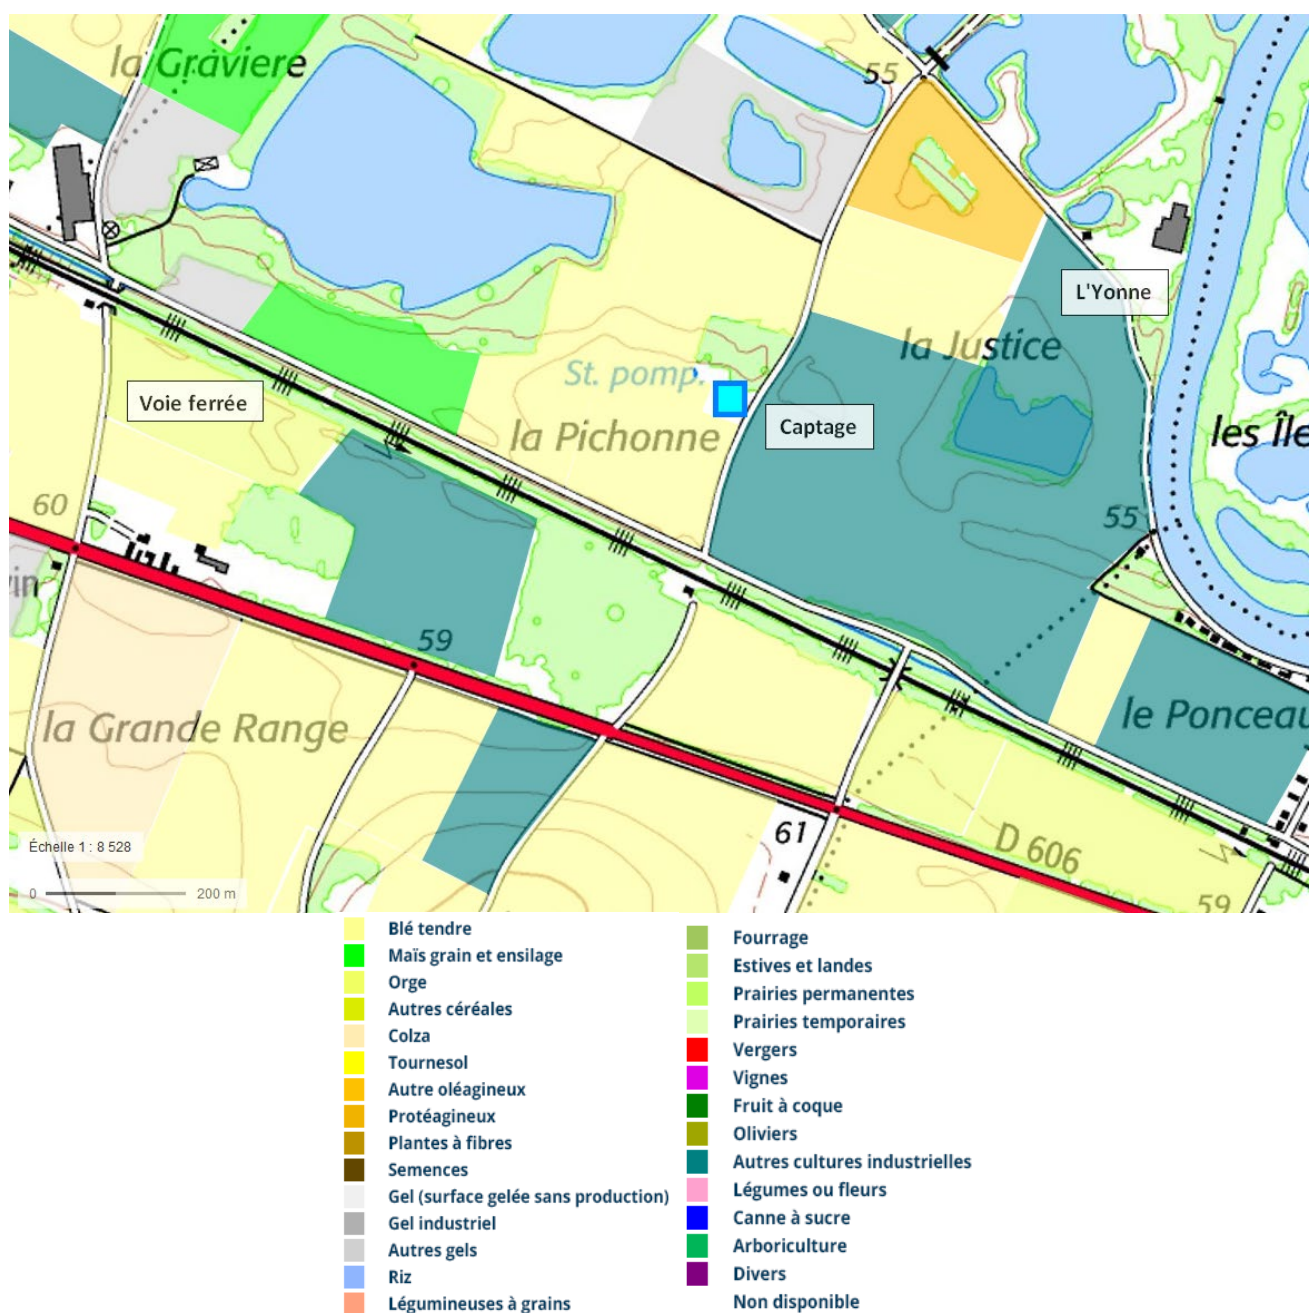 la Graviere
55
L'Yonne
la Justice
St. pomp.
Voie ferrée
Captage
la Pichonne
les Île
60
55
vin
59
la Grande Range
le Ponceau
61
D 606
Échelle 1 : 8 528
0 200 m
59
Blé tendre
Maïs grain et ensilage
Orge
Autres céréales
Colza
Tournesol
Autre oléagineux
Protéagineux
Plantes à fibres
Semences
Gel (surface gelée sans production)
Gel industriel
Autres gels
Riz
Légumineuses à grains
Fourrage
Estives et landes
Prairies permanentes
Prairies temporaires
Vergers
Vignes
Fruit à coque
Oliviers
Autres cultures industrielles
Légumes ou fleurs
Canne à sucre
Arboriculture
Divers
Non disponible